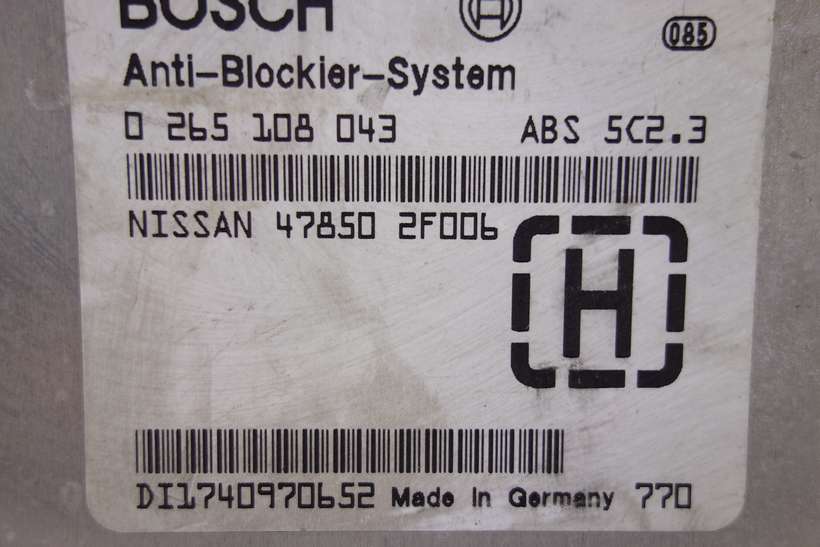 BOSCH
085
Anti-Blockier-System
0 265 108 043 ABS 5C2.3
NISSAN 47850 2F006
H
DI1740970652 Made in Germany 770